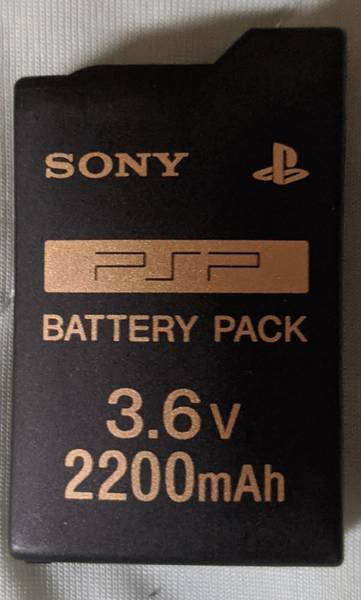 SONY
PSP
BATTERY PACK
3.6V
2200mAh